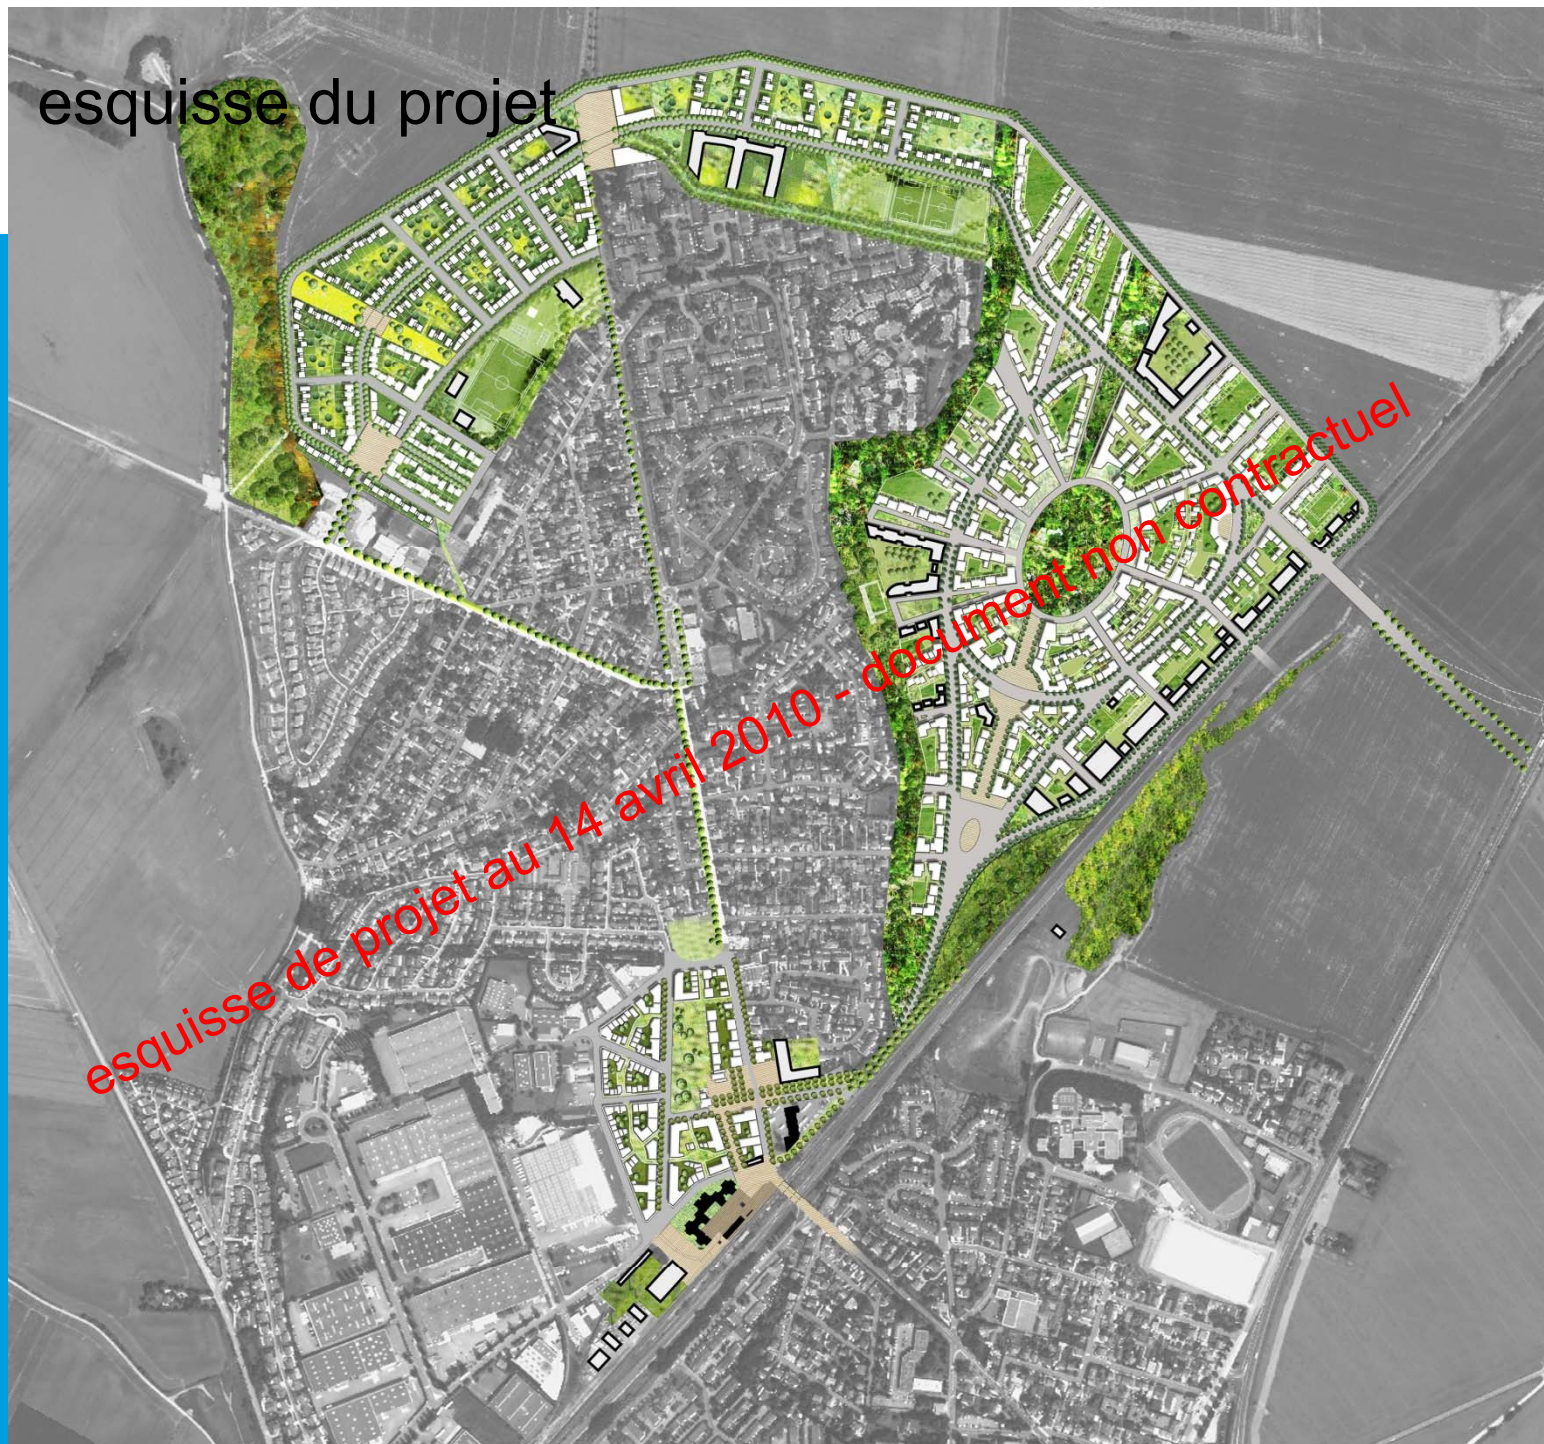 esquisse du projet
esquisse de projet au 14 avril 2010 - document non contractuel